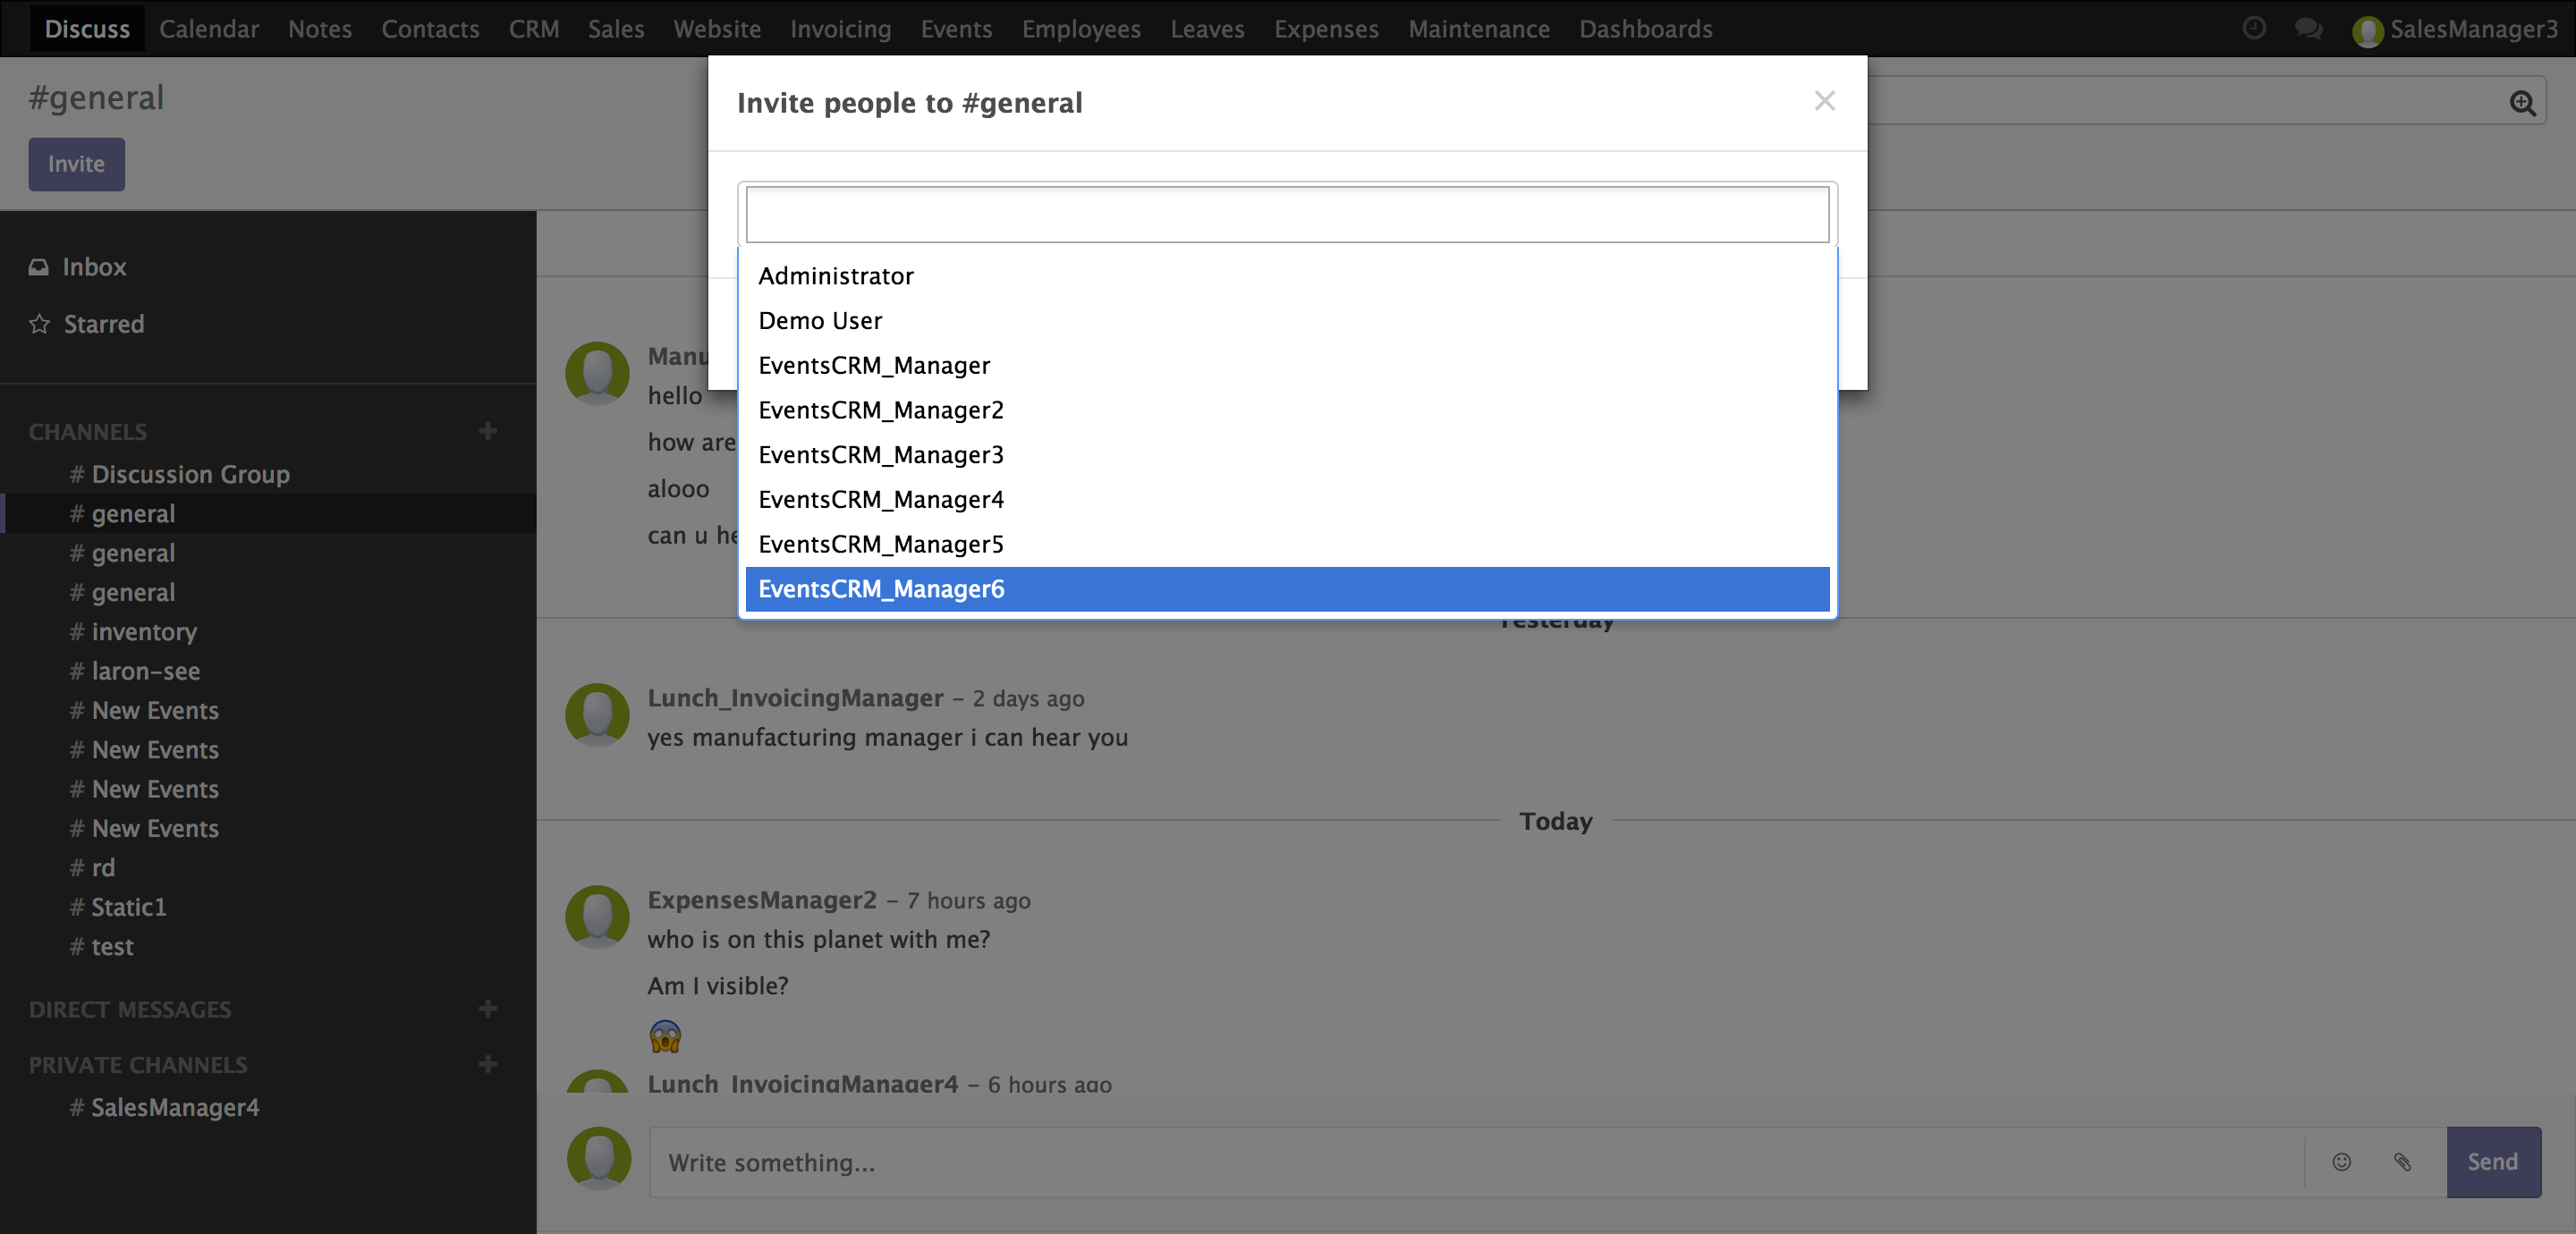 Discuss Calendar Notes Contacts CRM Sales Website Invoicing Events Employees Leaves Expenses Maintenance Dashboards SalesManager3
#general
Invite
Invite people to #general
×
Administrator
Demo User
EventsCRM_Manager
EventsCRM_Manager2
EventsCRM_Manager3
EventsCRM_Manager4
EventsCRM_Manager5
EventsCRM_Manager6
Inbox
Starred
CHANNELS
# Discussion Group
# general
# general
# general
# inventory
# laron-see
# New Events
# New Events
# New Events
# New Events
# rd
# Static1
# test
DIRECT MESSAGES
PRIVATE CHANNELS
# SalesManager4
Manu
hello
how are
alooo
can u he
Yesterday
Lunch_InvoicingManager - 2 days ago
yes manufacturing manager i can hear you
Today
ExpensesManager2 - 7 hours ago
who is on this planet with me?
Am I visible?
Lunch_InvoicingManager4 - 6 hours ago
Write something...
Send